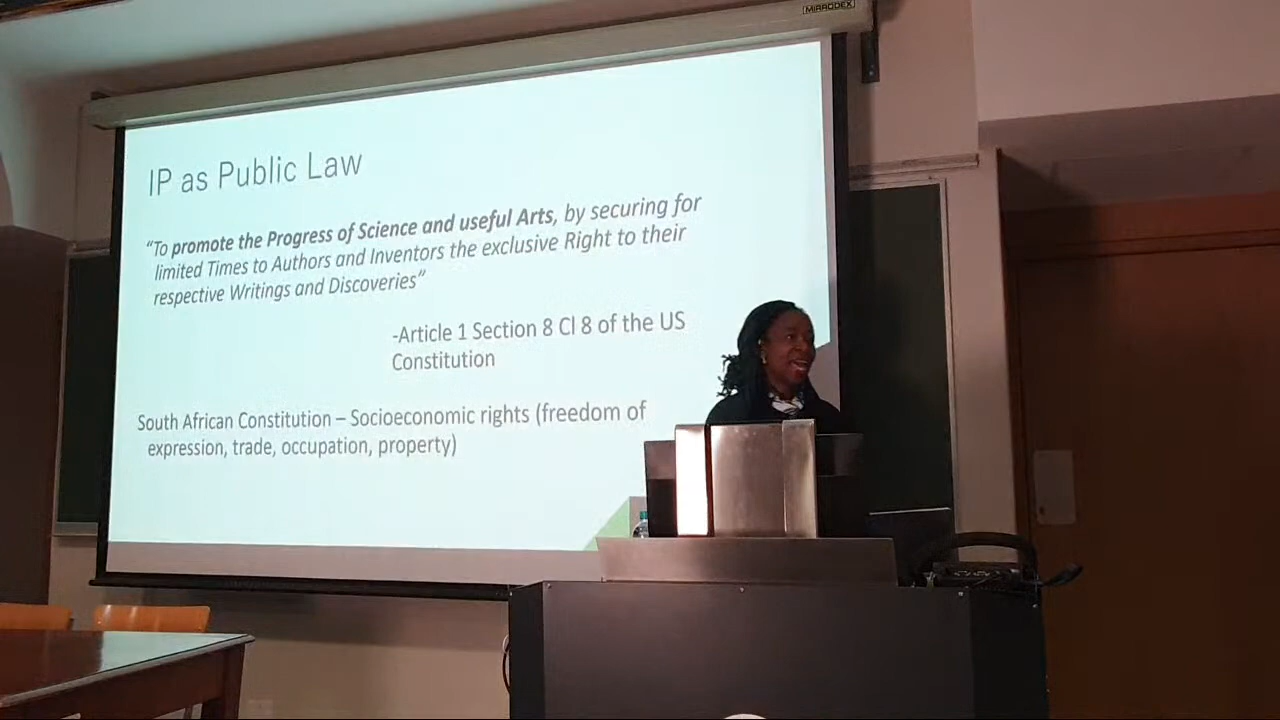 MIRRODEX
IP as Public Law
“To promote the Progress of Science and useful Arts, by securing for
limited Times to Authors and Inventors the exclusive Right to their
respective Writings and Discoveries”
-Article 1 Section 8 Cl 8 of the US
Constitution
South African Constitution – Socioeconomic rights (freedom of
expression, trade, occupation, property)